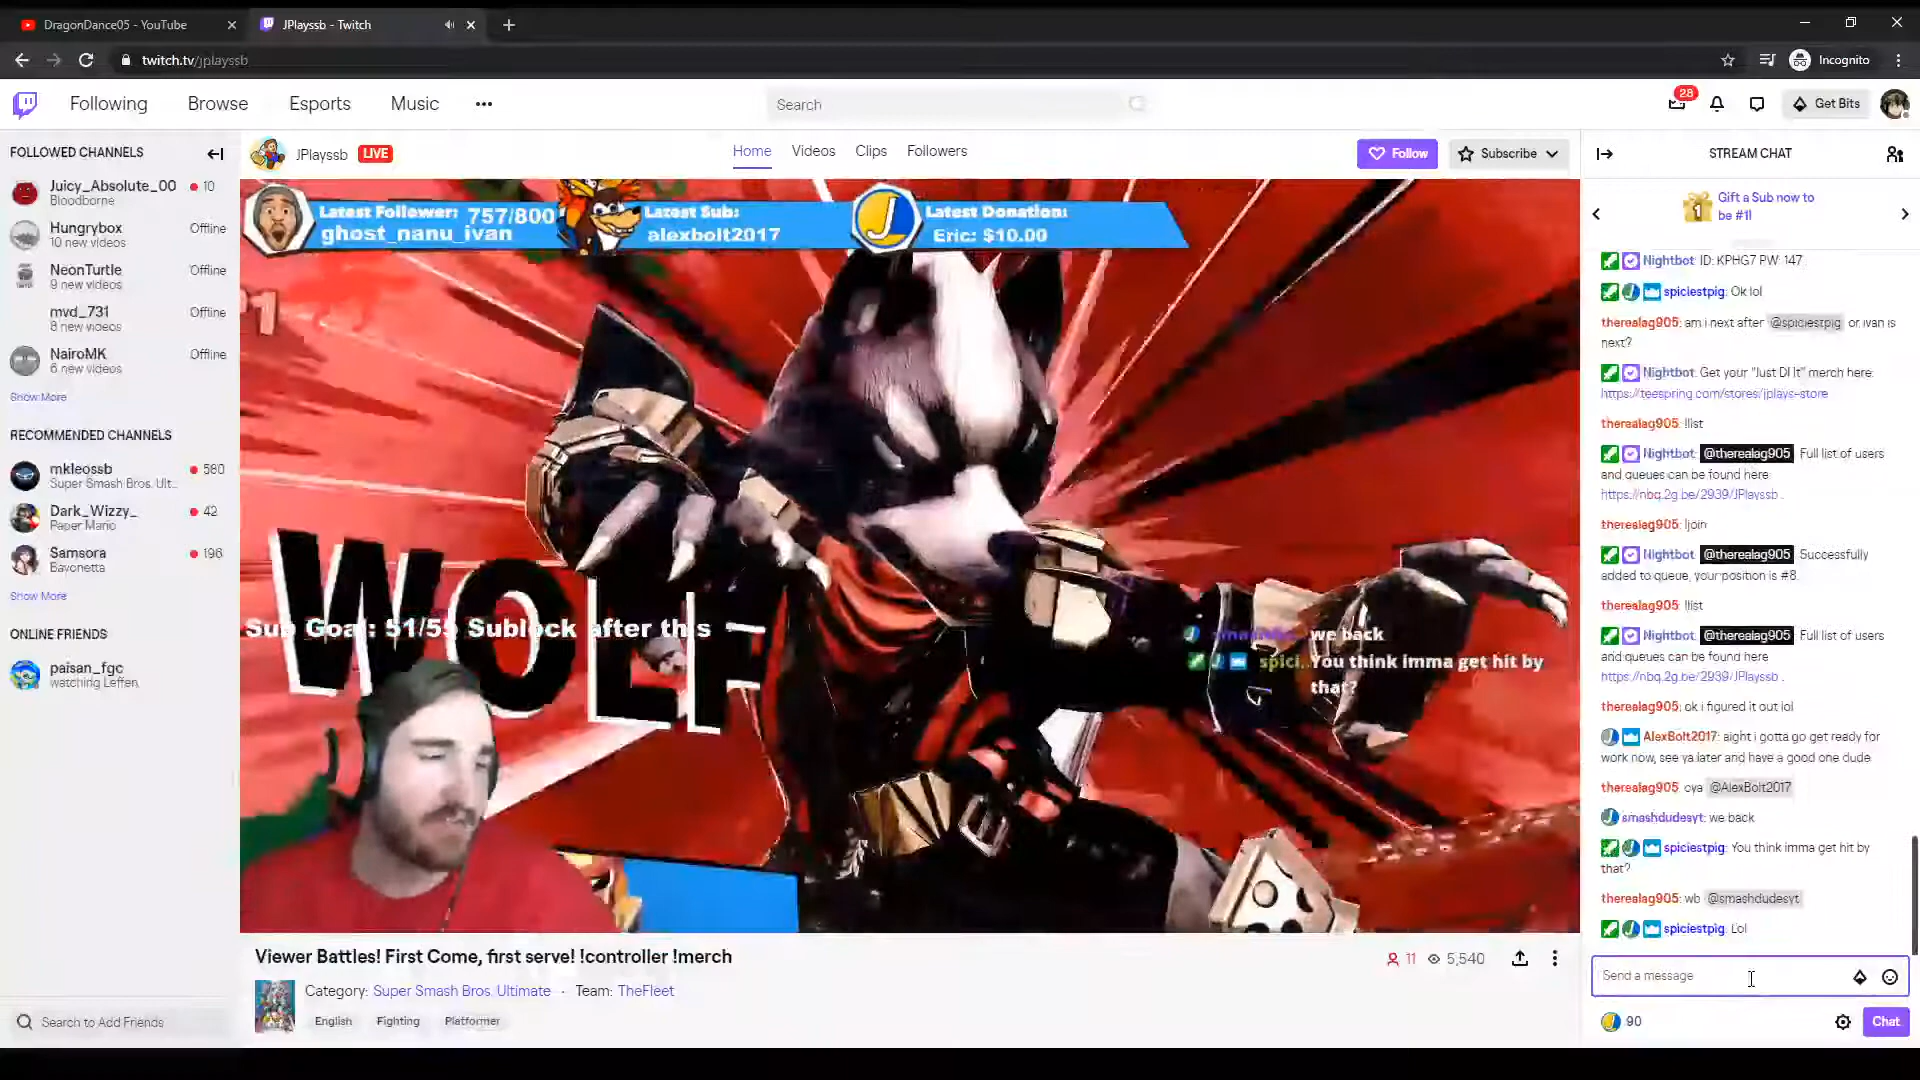 DragonDance05 - YouTube
JPlayssb - Twitch
twitch.tv/jplayssb
Incognito
Following
Browse
Esports
Music
Search
28
Get Bits
FOLLOWED CHANNELS
Juicy_Absolute_00
10
Bloodborne
Hungrybox
Offline
10 new videos
NeonTurtle
Offline
9 new videos
mvd_731
Offline
8 new videos
NairoMK
Offline
6 new videos
Show More
RECOMMENDED CHANNELS
mkleossb
580
Super Smash Bros. Ult...
Dark_Wizzy_
42
Paper Mario
Samsora
196
Bayonetta
Show More
ONLINE FRIENDS
paisan_fgc
watching Leffen
Search to Add Friends
JPlayssb
LIVE
Home
Videos
Clips
Followers
Follow
Subscribe
Latest Follower: 757/800
ghost_nanu_ivan
Latest Sub:
alexbolt2017
Latest Donation:
Eric: $10.00
WOLF
Sub Goal: 51/55 Sublock after this
we back
spici..You think imma get hit by
that?
Viewer Battles! First Come, first serve! !controller !merch
11
5,540
Category: Super Smash Bros. Ultimate · Team: TheFleet
English
Fighting
Platformer
STREAM CHAT
1
Gift a Sub now to
be #1!
Nightbot: ID: KPHG7 PW: 147
spiciestpig: Ok lol
therealag905: am i next after @spiciestpig or ivan is
next?
Nightbot: Get your "Just DI It" merch here:
https://teespring.com/stores/jplays-store
therealag905: !list
Nightbot: @therealag905 Full list of users
and queues can be found here
https://nbq.2g.be/2939/JPlayssb .
therealag905: !join
Nightbot: @therealag905 Successfully
added to queue, your position is #8.
therealag905: !list
Nightbot: @therealag905 Full list of users
and queues can be found here
https://nbq.2g.be/2939/JPlayssb .
therealag905: ok i figured it out lol
AlexBolt2017: aight i gotta go get ready for
work now, see ya later and have a good one dude
therealag905: cya @AlexBolt2017
smashdudesyt: we back
spiciestpig: You think imma get hit by
that?
therealag905: wb @smashdudesyt
spiciestpig: Lol
Send a message
90
Chat